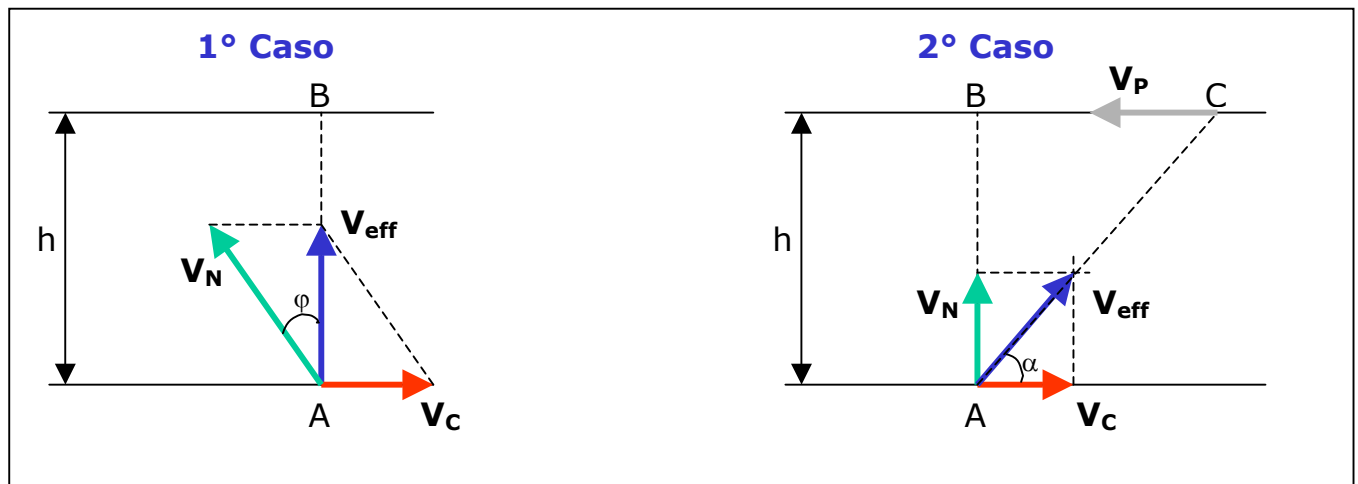 1° Caso
B
h
V_eff
V_N
φ
A
V_C
2° Caso
V_P
B
C
h
V_N
V_eff
α
A
V_C